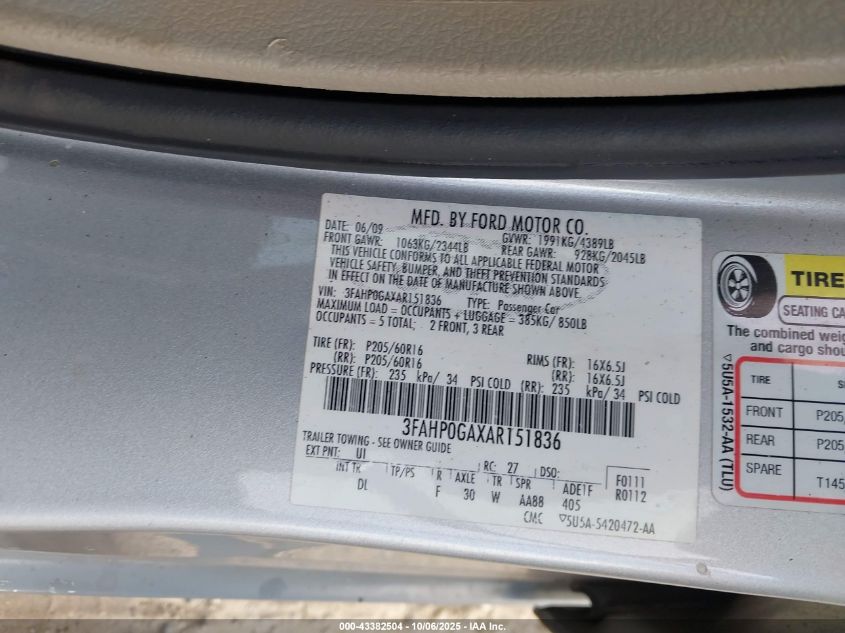 MFD. BY FORD MOTOR CO.
DATE: 06/09 GVWR: 1991KG/4389LB
FRONT GAWR: 1063KG/2344LB REAR GAWR: 928KG/2045LB
THIS VEHICLE CONFORMS TO ALL APPLICABLE FEDERAL MOTOR
VEHICLE SAFETY, BUMPER, AND THEFT PREVENTION STANDARDS
IN EFFECT ON THE DATE OF MANUFACTURE SHOWN ABOVE.
VIN: 3FAHP0GAXAR151836 TYPE: Passenger Car
MAXIMUM LOAD = OCCUPANTS + LUGGAGE = 385KG/ 850LB
OCCUPANTS = 5 TOTAL; 2 FRONT, 3 REAR
TIRE (FR): P205/60R16 RIMS (FR): 16X6.5J
(RR): P205/60R16 (RR): 16X6.5J
PRESSURE (FR): 235 kPa/ 34 PSI COLD (RR): 235 kPa/ 34 PSI COLD
3FAHP0GAXAR151836
TRAILER TOWING - SEE OWNER GUIDE
EXT PNT: UI RC: 27 DSO: F0111
INT TR TP/PS R AXLE TR SPR ADE1F R0112
DL F 30 W AA88 405
CMC ▽5U5A-5420472-AA
TIRE
SEATING CA
The combined weig
and cargo shou
▽5U5A-1532-AA (TLU)
TIRE S
FRONT P205
REAR P205
SPARE T145
000-43382504 - 10/06/2025 - IAA Inc.